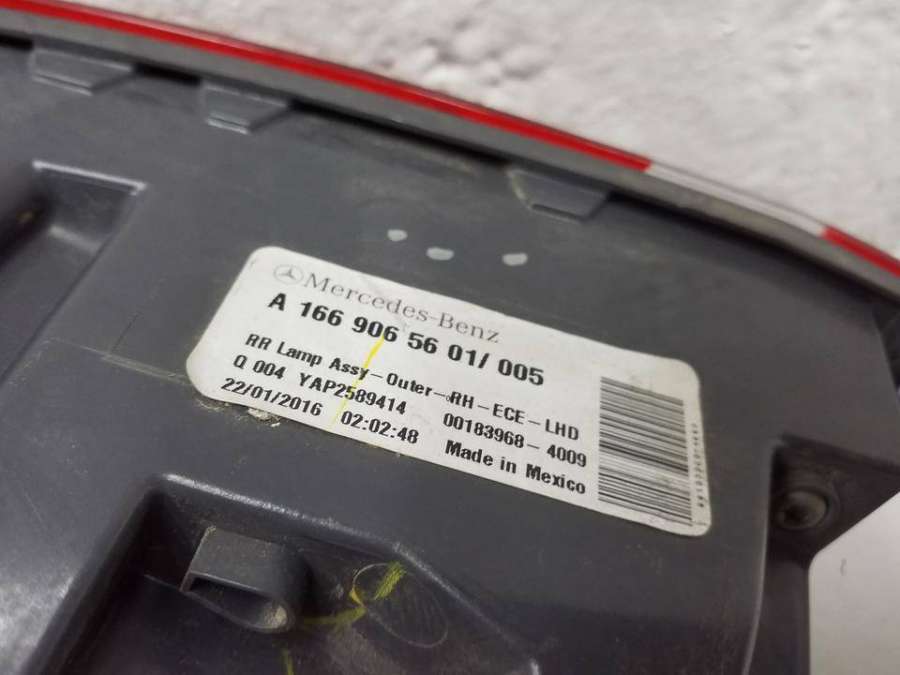 Mercedes-Benz
A 166 906 56 01/ 005
RR Lamp Assy-Outer-RH-ECE-LHD
Q 004 YAP2589414 00183968-4009
22/01/2016 02:02:48 Made in Mexico